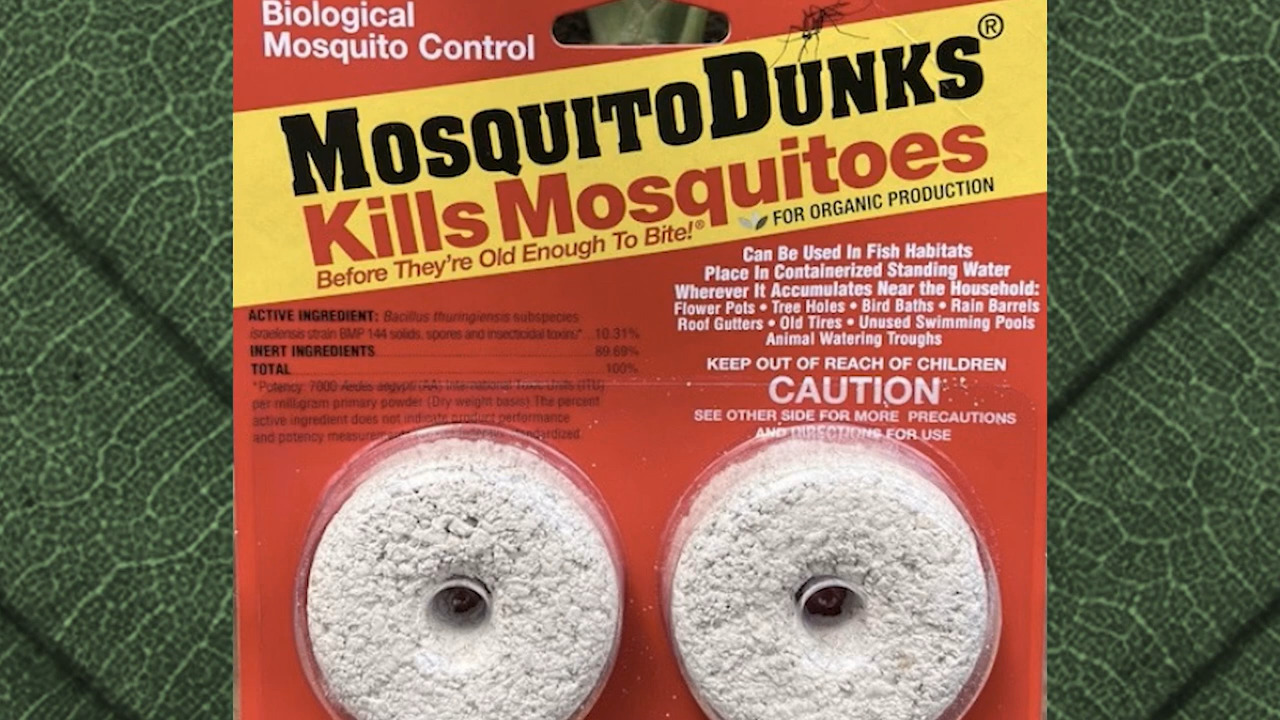 Biological
Mosquito Control
MOSQUITODUNKS®
Kills Mosquitoes
Before They're Old Enough To Bite!®
FOR ORGANIC PRODUCTION
ACTIVE INGREDIENT: Bacillus thuringiensis subspecies
israelensis strain BMP 144 solids, spores and insecticidal toxins* 10.31%
INERT INGREDIENTS 89.69%
TOTAL 100%
*Potency: 7000 Aedes aegypti (AA) International Toxic Units (ITU)
per milligram primary powder (Dry weight basis) The percent
active ingredient does not indicate product performance
and potency
Can Be Used In Fish Habitats
Place In Containerized Standing Water
Wherever It Accumulates Near the Household:
Flower Pots • Tree Holes • Bird Baths • Rain Barrels
Roof Gutters • Old Tires • Unused Swimming Pools
Animal Watering Troughs
KEEP OUT OF REACH OF CHILDREN
CAUTION
SEE OTHER SIDE FOR MORE PRECAUTIONS
AND DIRECTIONS FOR USE